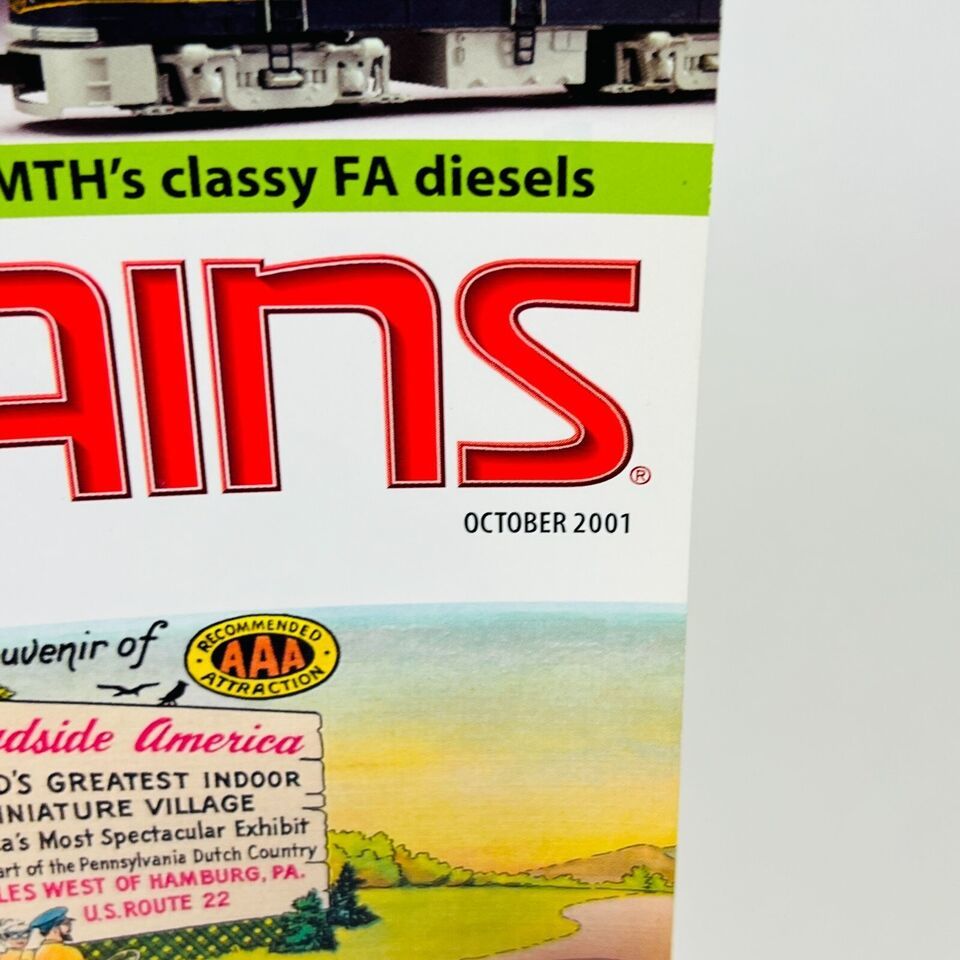 MTH's classy FA diesels
AINS®
OCTOBER 2001
uvenir of
RECOMMENDED
AAA
ATTRACTION
dside America
D'S GREATEST INDOOR
NIATURE VILLAGE
a's Most Spectacular Exhibit
art of the Pennsylvania Dutch Country
LES WEST OF HAMBURG, PA.
U.S. ROUTE 22